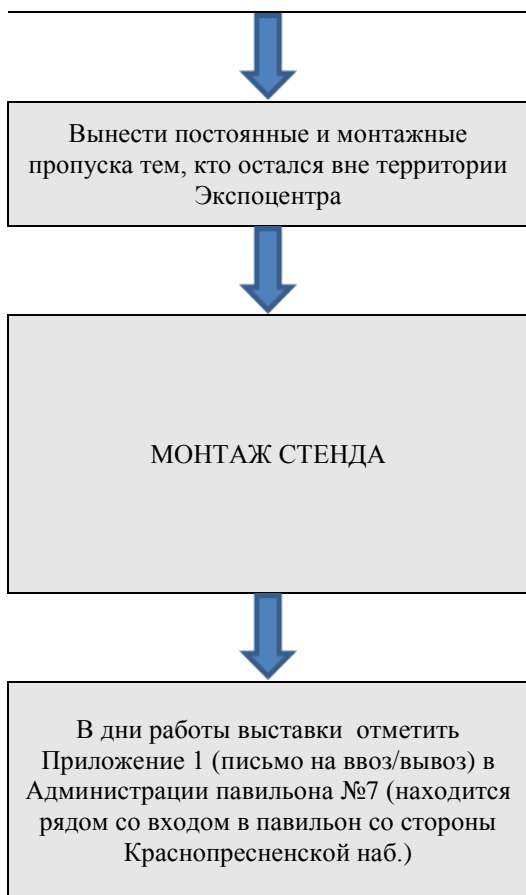 Вынести постоянные и монтажные
пропуска тем, кто остался вне территории
Экспоцентра
МОНТАЖ СТЕНДА
В дни работы выставки отметить
Приложение 1 (письмо на ввоз/вывоз) в
Администрации павильона №7 (находится
рядом со входом в павильон со стороны
Краснопресненской наб.)